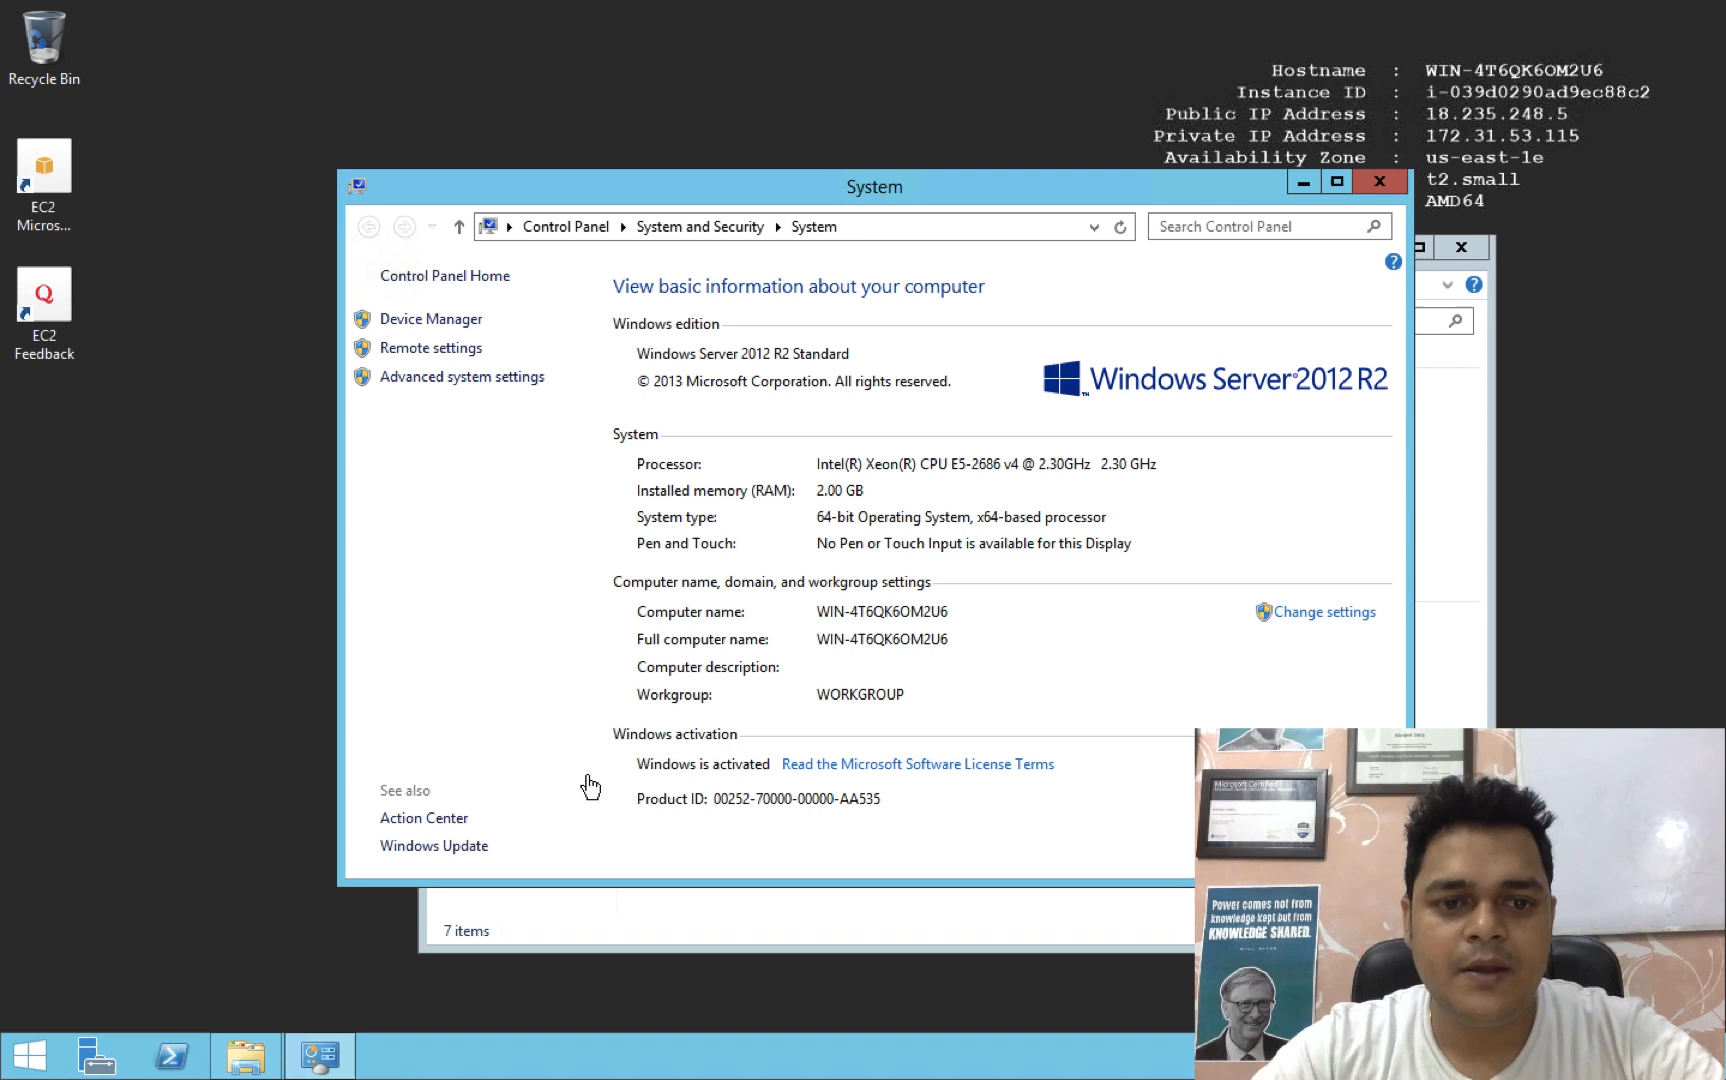 Recycle Bin
EC2
Micros...
EC2
Feedback
Hostname : WIN-4T6QK6OM2U6
Instance ID : i-039d0290ad9ec88c2
Public IP Address : 18.235.248.5
Private IP Address : 172.31.53.115
Availability Zone : us-east-1e
t2.small
AMD64
System
Control Panel System and Security System
Search Control Panel
Control Panel Home
Device Manager
Remote settings
Advanced system settings
View basic information about your computer
Windows edition
Windows Server 2012 R2 Standard
© 2013 Microsoft Corporation. All rights reserved.
Windows Server 2012 R2
System
Processor: Intel(R) Xeon(R) CPU E5-2686 v4 @ 2.30GHz 2.30 GHz
Installed memory (RAM): 2.00 GB
System type: 64-bit Operating System, x64-based processor
Pen and Touch: No Pen or Touch Input is available for this Display
Computer name, domain, and workgroup settings
Computer name: WIN-4T6QK6OM2U6
Change settings
Full computer name: WIN-4T6QK6OM2U6
Computer description:
Workgroup: WORKGROUP
Windows activation
Windows is activated Read the Microsoft Software License Terms
Product ID: 00252-70000-00000-AA535
See also
Action Center
Windows Update
7 items
Microsoft Certified
Power comes not from
knowledge kept but from
KNOWLEDGE SHARED.